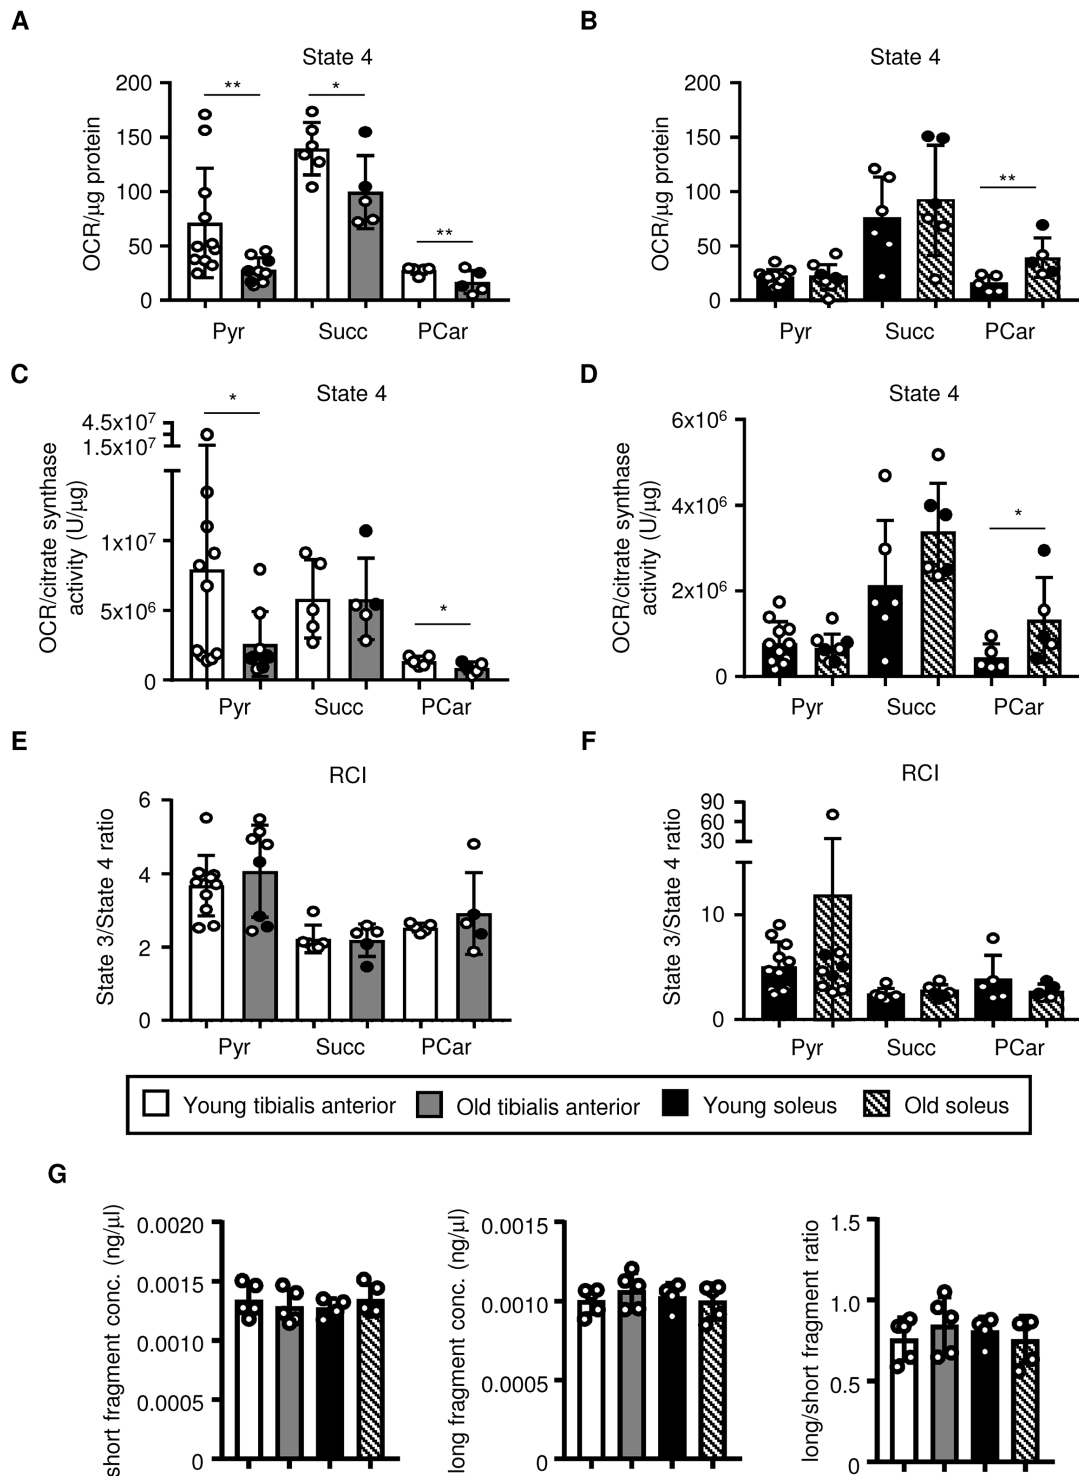 A
State 4
**
*
**
OCR/µg protein
200
150
100
50
0
Pyr
Succ
PCar
B
State 4
**
OCR/µg protein
200
150
100
50
0
Pyr
Succ
PCar
C
State 4
*
*
OCR/citrate synthase
activity (U/µg)
4.5x10⁷
1.5x10⁷
1x10⁷
5x10⁶
0
Pyr
Succ
PCar
D
State 4
*
OCR/citrate synthase
activity (U/µg)
6x10⁶
4x10⁶
2x10⁶
0
Pyr
Succ
PCar
E
RCI
State 3/State 4 ratio
6
4
2
0
Pyr
Succ
PCar
F
RCI
State 3/State 4 ratio
90
60
30
10
0
Pyr
Succ
PCar
Young tibialis anterior
Old tibialis anterior
Young soleus
Old soleus
G
short fragment conc. (ng/µl)
0.0020
0.0015
0.0010
0.0005
0
long fragment conc. (ng/µl)
0.0015
0.0010
0.0005
0
long/short fragment ratio
1.5
1.0
0.5
0